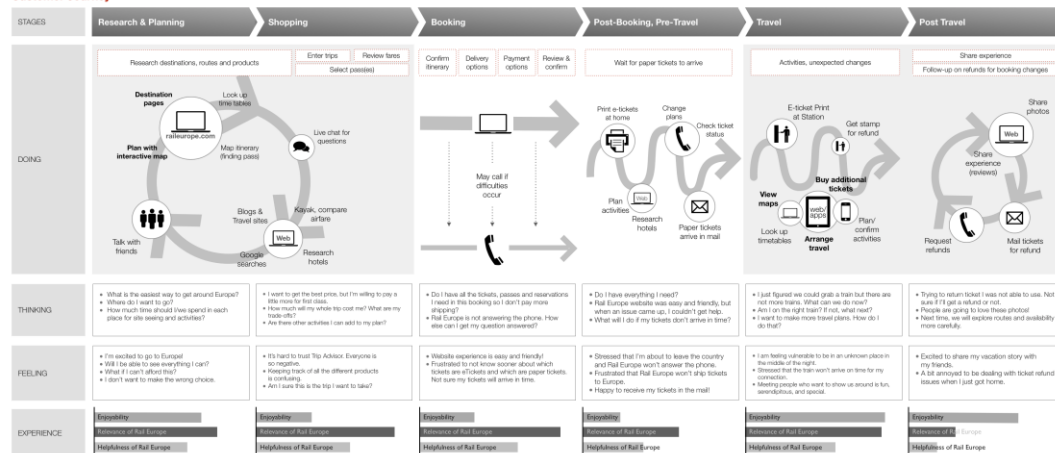 STAGES
Research & Planning
Shopping
Booking
Post-Booking, Pre-Travel
Travel
Post Travel
DOING
Research destinations, routes and products
Enter trips
Review fares
Select pass(es)
Confirm
itinerary
Delivery
options
Payment
options
Review &
confirm
Wait for paper tickets to arrive
Activities, unexpected changes
Share experience
Follow-up on refunds for booking changes
Destination
pages
Look up
time tables
raileurope.com
Plan with
interactive map
Map itinerary
(finding pass)
Live chat for
questions
Talk with
friends
Blogs &
Travel sites
Kayak, compare
airfare
Web
Google
searches
Research
hotels
May call if
difficulties
occur
Print e-tickets
at home
Change
plans
Check ticket
status
Plan
activities
Web
Research
hotels
Paper tickets
arrive in mail
E-ticket Print
at Station
Get stamp
for refund
Buy additional
tickets
View
maps
web/
apps
Look up
timetables
Plan/
confirm
activities
Arrange
travel
Share
photos
Web
Share
experience
(reviews)
Request
refunds
Mail tickets
for refund
THINKING
• What is the easiest way to get around Europe?
• Where do I want to go?
• How much time should I/we spend in each
place for site seeing and activities?
• I want to get the best price, but I'm willing to pay a
little more for first class.
• How much will my whole trip cost me? What are my
trade-offs?
• Are there other activities I can add to my plan?
• Do I have all the tickets, passes and reservations
I need in this booking so I don't pay more
shipping?
• Rail Europe is not answering the phone. How
else can I get my question answered?
• Do I have everything I need?
• Rail Europe website was easy and friendly, but
when an issue came up, I couldn't get help.
• What will I do if my tickets don't arrive in time?
• I just figured we could grab a train but there are
not more trains. What can we do now?
• Am I on the right train? If not, what next?
• I want to make more travel plans. How do I
do that?
• Trying to return ticket I was not able to use. Not
sure if I'll get a refund or not.
• People are going to love these photos!
• Next time, we will explore routes and availability
more carefully.
FEELING
• I'm excited to go to Europe!
• Will I be able to see everything I can?
• What if I can't afford this?
• I don't want to make the wrong choice.
• It's hard to trust Trip Advisor. Everyone is
so negative.
• Keeping track of all the different products
is confusing.
• Am I sure this is the trip I want to take?
• Website experience is easy and friendly!
• Frustrated to not know sooner about which
tickets are eTickets and which are paper tickets.
Not sure my tickets will arrive in time.
• Stressed that I'm about to leave the country
and Rail Europe won't answer the phone.
• Frustrated that Rail Europe won't ship tickets
to Europe.
• Happy to receive my tickets in the mail!
• I am feeling vulnerable to be in an unknown place in
the middle of the night.
• Stressed that the train won't arrive on time for my
connection.
• Meeting people who want to show us around is fun,
serendipitous, and special.
• Excited to share my vacation story with
my friends.
• A bit annoyed to be dealing with ticket refund
issues when I just got home.
EXPERIENCE
Enjoyability
Relevance of Rail Europe
Helpfulness of Rail Europe
Enjoyability
Relevance of Rail Europe
Helpfulness of Rail Europe
Enjoyability
Relevance of Rail Europe
Helpfulness of Rail Europe
Enjoyability
Relevance of Rail Europe
Helpfulness of Rail Europe
Enjoyability
Relevance of Rail Europe
Helpfulness of Rail Europe
Enjoyability
Relevance of Rail Europe
Helpfulness of Rail Europe